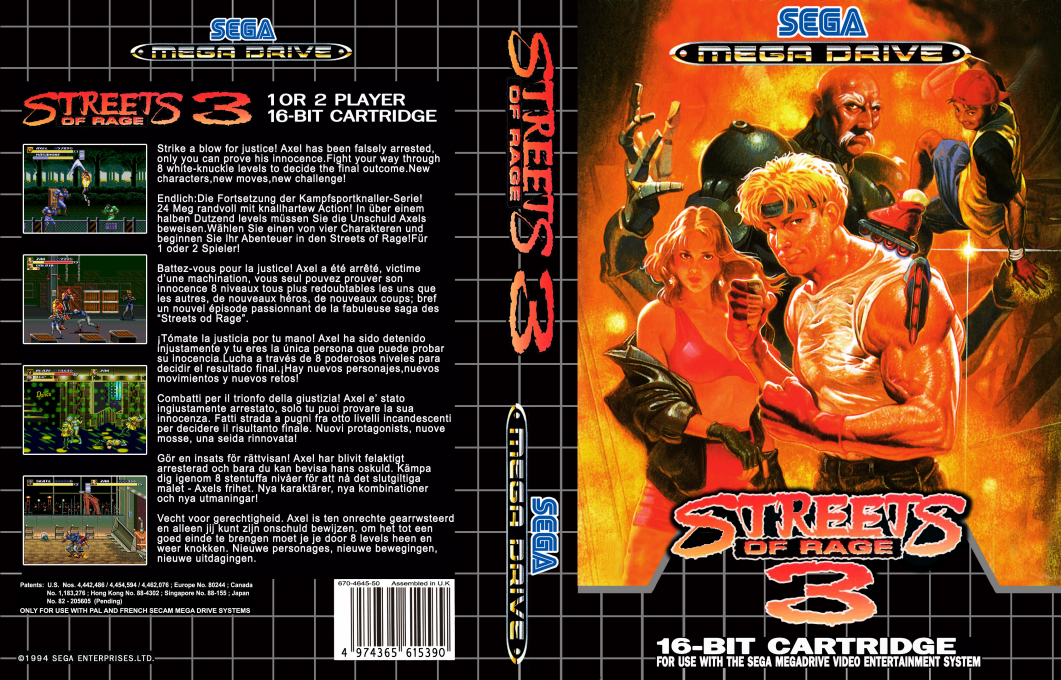 SEGA
MEGA DRIVE
STREETS
OF RAGE
3
1 OR 2 PLAYER
16-BIT CARTRIDGE
Strike a blow for justice! Axel has been falsely arrested,
only you can prove his innocence.Fight your way through
8 white-knuckle levels to decide the final outcome.New
characters,new moves,new challenge!
Endlich:Die Fortsetzung der Kampfsportknaller-Serie!
24 Meg randvoll mit knallhartew Action! In über einem
halben Dutzend levels müssen Sie die Unschuld Axels
beweisen.Wählen Sie einen von vier Charakteren und
beginnen Sie Ihr Abenteuer in den Streets of Rage!Für
1 oder 2 Spieler!
Battez-vous pour la justice! Axel a été arrêté, victime
d'une machination, vous seul pouvez prouver son
innocence 8 niveaux tous plus redoubtables les uns que
les autres, de nouveaux héros, de nouveaux coups; bref
un nouvel épisode passionnant de la fabuleuse saga des
"Streets od Rage".
¡Tómate la justicia por tu mano! Axel ha sido detenido
injustamente y tu eres la única persona que puede probar
su inocencia.Lucha a través de 8 poderosos niveles para
decidir el resultado final.¡Hay nuevos personajes,nuevos
movimientos y nuevos retos!
Combatti per il trionfo della giustizia! Axel e' stato
ingiustamente arrestato, solo tu puoi provare la sua
innocenza. Fatti strada a pugni fra otto livelli incandescenti
per decidere il risultanto finale. Nuovi protagonists, nuove
mosse, una seida rinnovata!
Gör en insats för rättvisan! Axel har blivit felaktigt
arresterad och bara du kan bevisa hans oskuld. Kämpa
dig igenom 8 stentuffa nivåer för att nå det slutgiltiga
malet - Axels frihet. Nya karaktärer, nya kombinationer
och nya utmaningar!
Vecht voor gerechtigheid. Axel is ten onrechte gearrwsteerd
en alleen jij kunt zijn onschuld bewijzen. om het tot een
goed einde te brengen moet je je door 8 levels heen en
weer knokken. Nieuwe personages, nieuwe bewegingen,
nieuwe uitdagingen.
Patents: U.S. Nos. 4,442,486 / 4,454,594 / 4,462,076 ; Europe No. 80244 ; Canada
No. 1,183,276 ; Hong Kong No. 88-4302 ; Singapore No. 88-155 ; Japan
No. 82 - 205605 (Pending)
ONLY FOR USE WITH PAL AND FRENCH SECAM MEGA DRIVE SYSTEMS
670-4645-50 Assembled in U.K
4 974365 615390
©1994 SEGA ENTERPRISES.LTD.
STREETS
OF RAGE
3
MEGA DRIVE
SEGA
SEGA
MEGA DRIVE
STREETS
OF RAGE
3
16-BIT CARTRIDGE
FOR USE WITH THE SEGA MEGADRIVE VIDEO ENTERTAINMENT SYSTEM